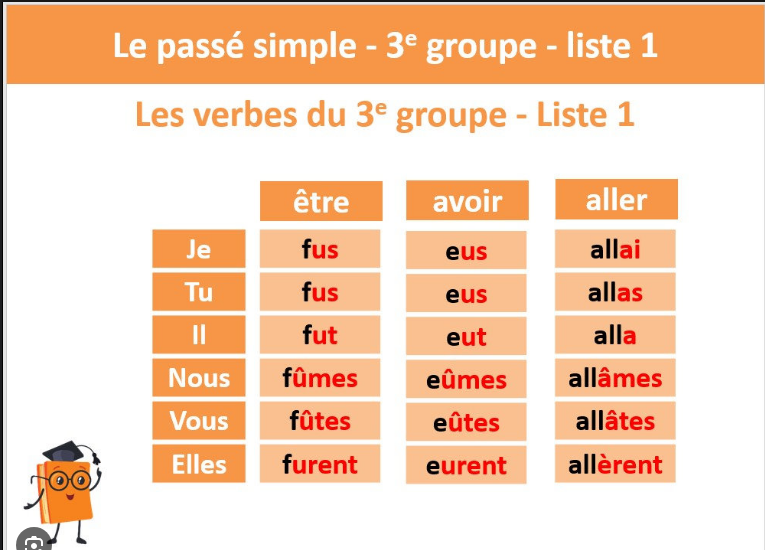 Le passé simple - 3e groupe - liste 1
Les verbes du 3e groupe - Liste 1
être avoir aller
Je fus eus allai
Tu fus eus allas
Il fut eut alla
Nous fûmes eûmes allâmes
Vous fûtes eûtes allâtes
Elles furent eurent allèrent